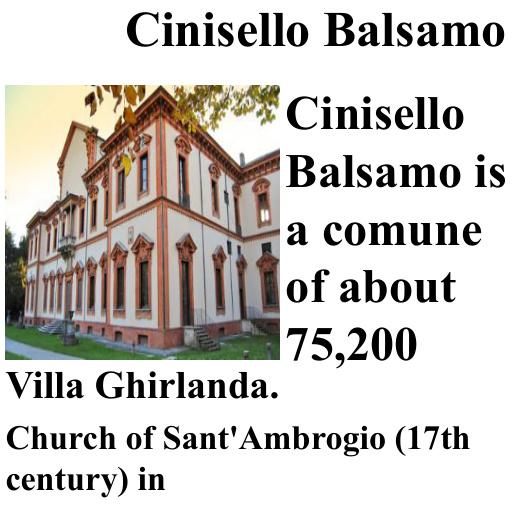 Cinisello Balsamo
Cinisello
Balsamo is
a comune
of about
75,200
Villa Ghirlanda.
Church of Sant'Ambrogio (17th
century) in